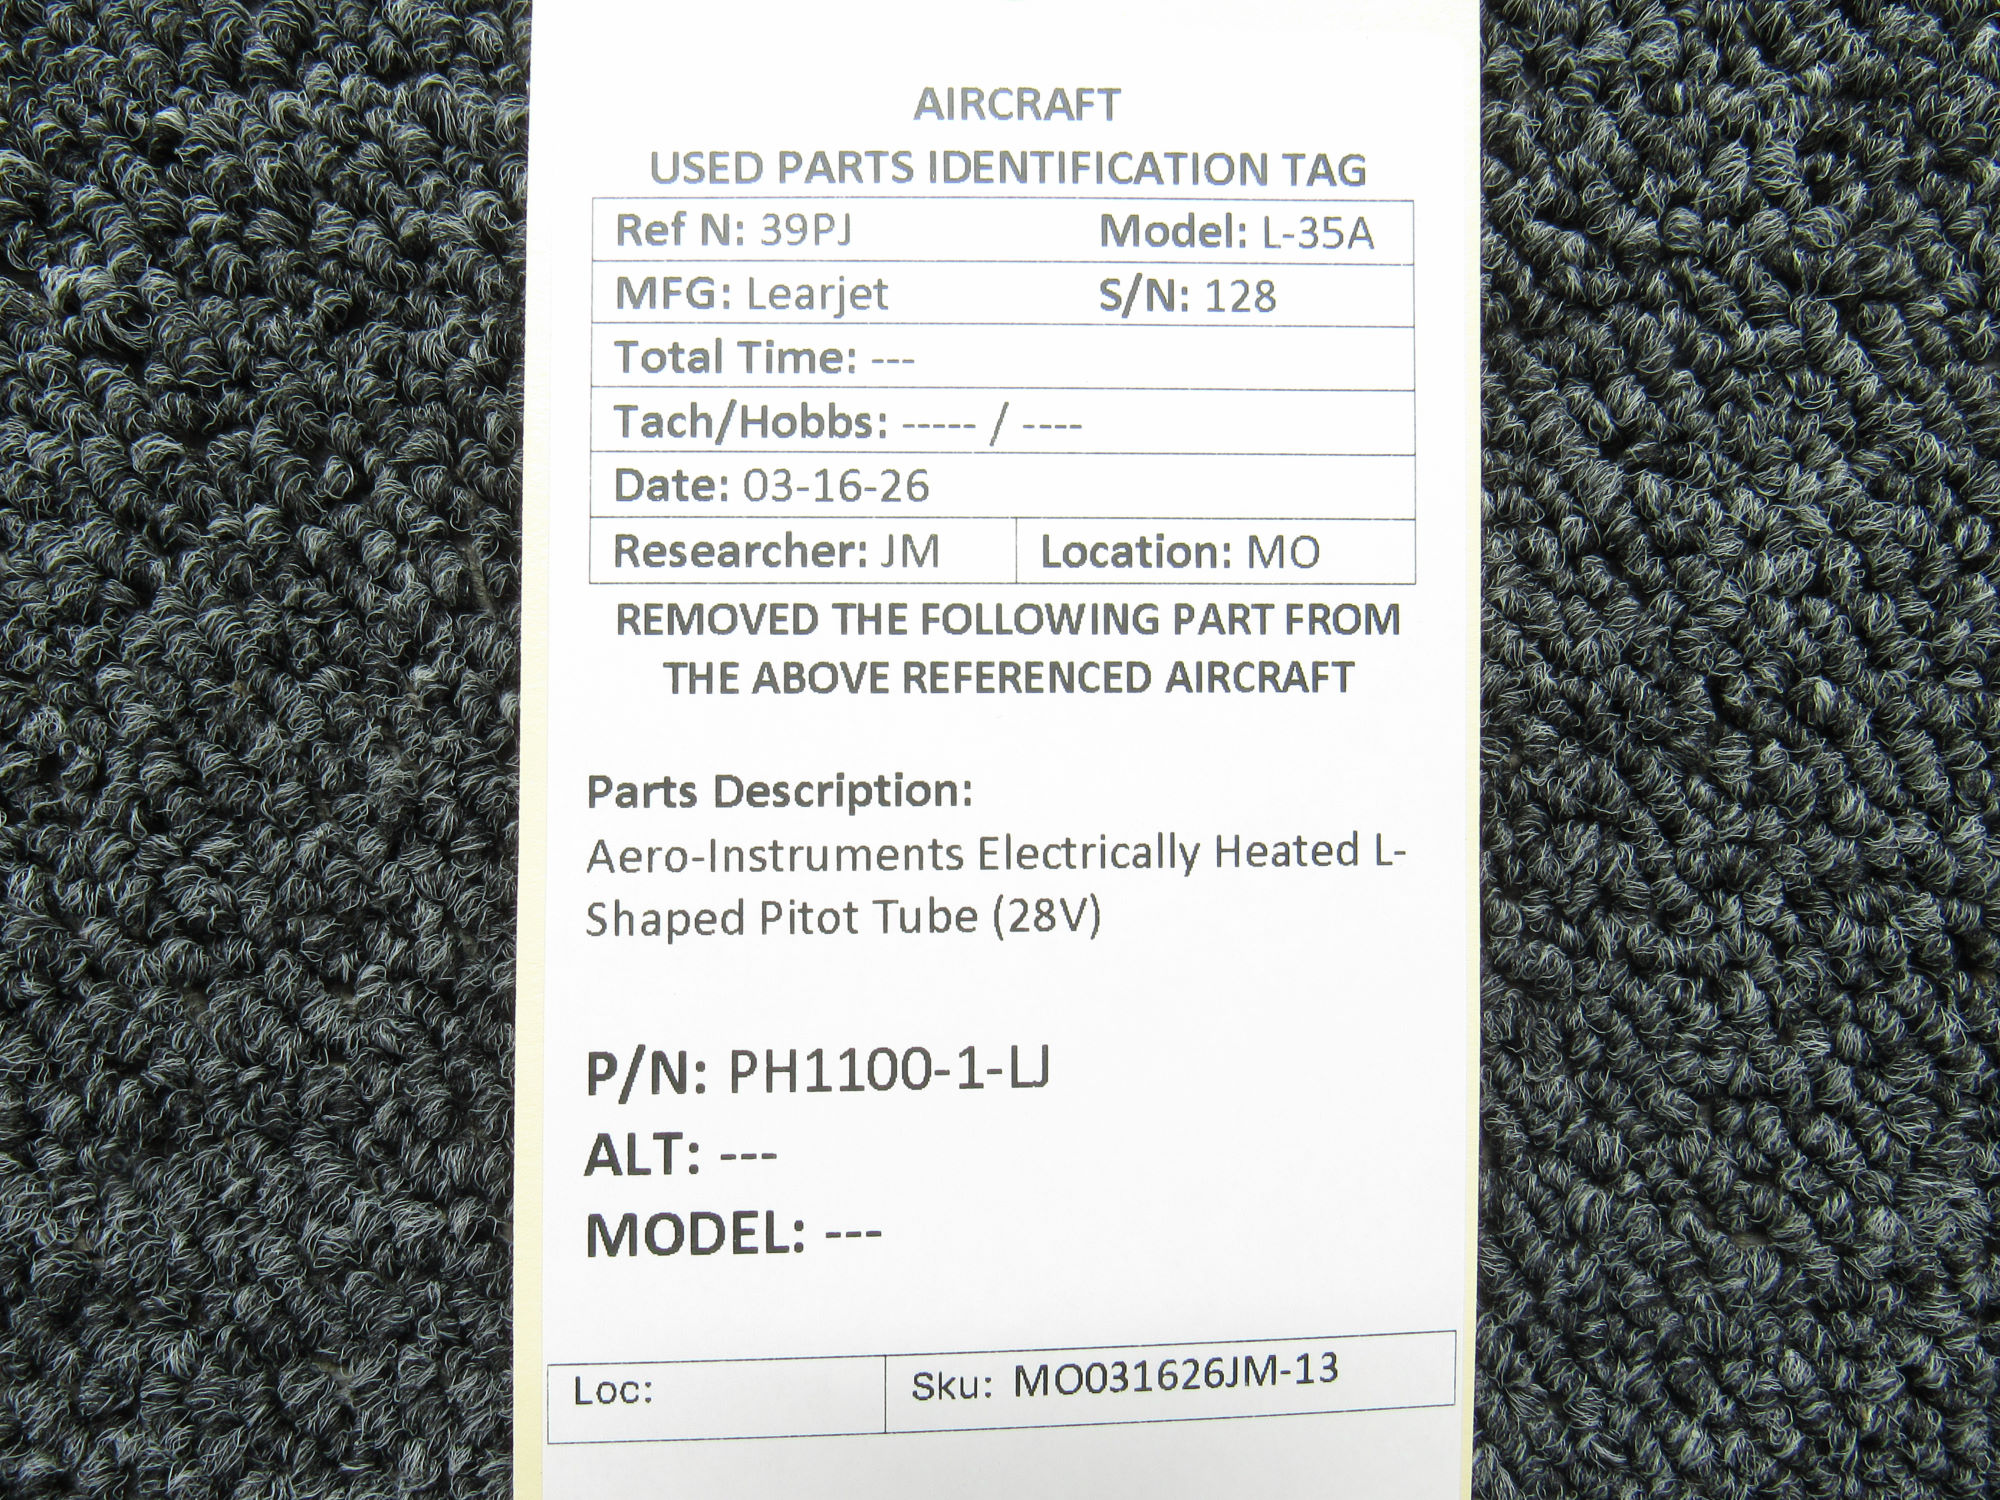 AIRCRAFT
USED PARTS IDENTIFICATION TAG
Ref N: 39PJ Model: L-35A
MFG: Learjet S/N: 128
Total Time: ---
Tach/Hobbs: ----- / ----
Date: 03-16-26
Researcher: JM Location: MO
REMOVED THE FOLLOWING PART FROM
THE ABOVE REFERENCED AIRCRAFT
Parts Description:
Aero-Instruments Electrically Heated L-
Shaped Pitot Tube (28V)
P/N: PH1100-1-LJ
ALT: ---
MODEL: ---
Loc: Sku: MO031626JM-13